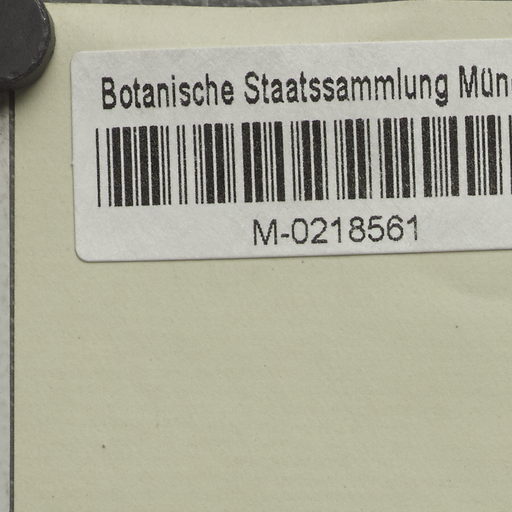 Botanische Staatssammlung Mün
M-0218561